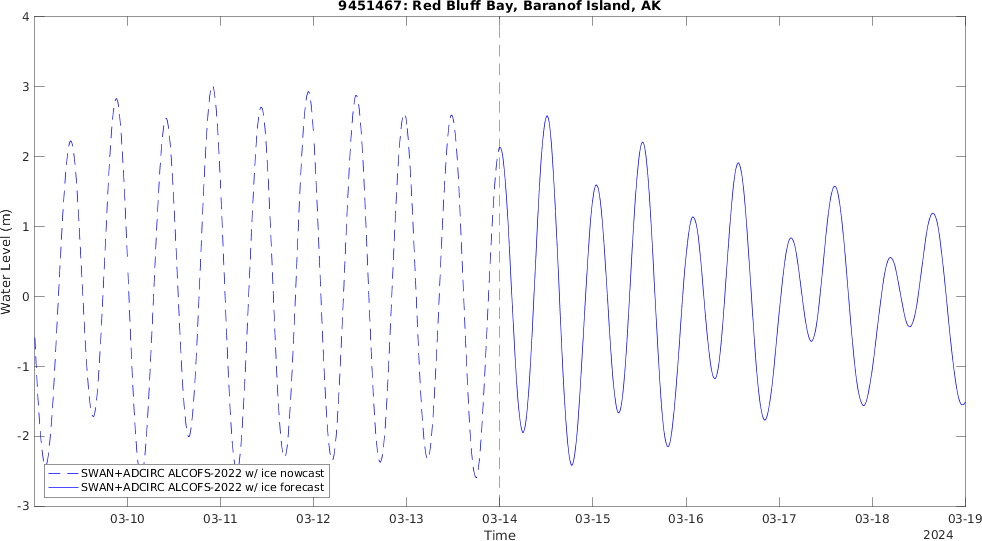 9451467: Red Bluff Bay, Baranof Island, AK
4
3
2
1
0
-1
-2
-3
Water Level (m)
SWAN+ADCIRC ALCOFS-2022 w/ ice nowcast
SWAN+ADCIRC ALCOFS-2022 w/ ice forecast
03-10 03-11 03-12 03-13 03-14 03-15 03-16 03-17 03-18 03-19
Time
2024